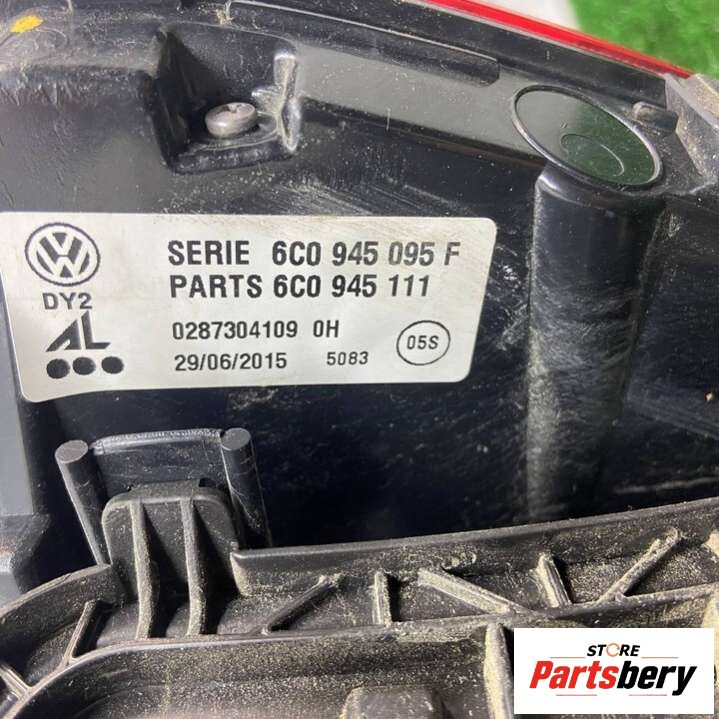 SERIE 6C0 945 095 F
PARTS 6C0 945 111
DY2
AL
0287304109 0H
29/06/2015 5083
05S
STORE
Partsbery